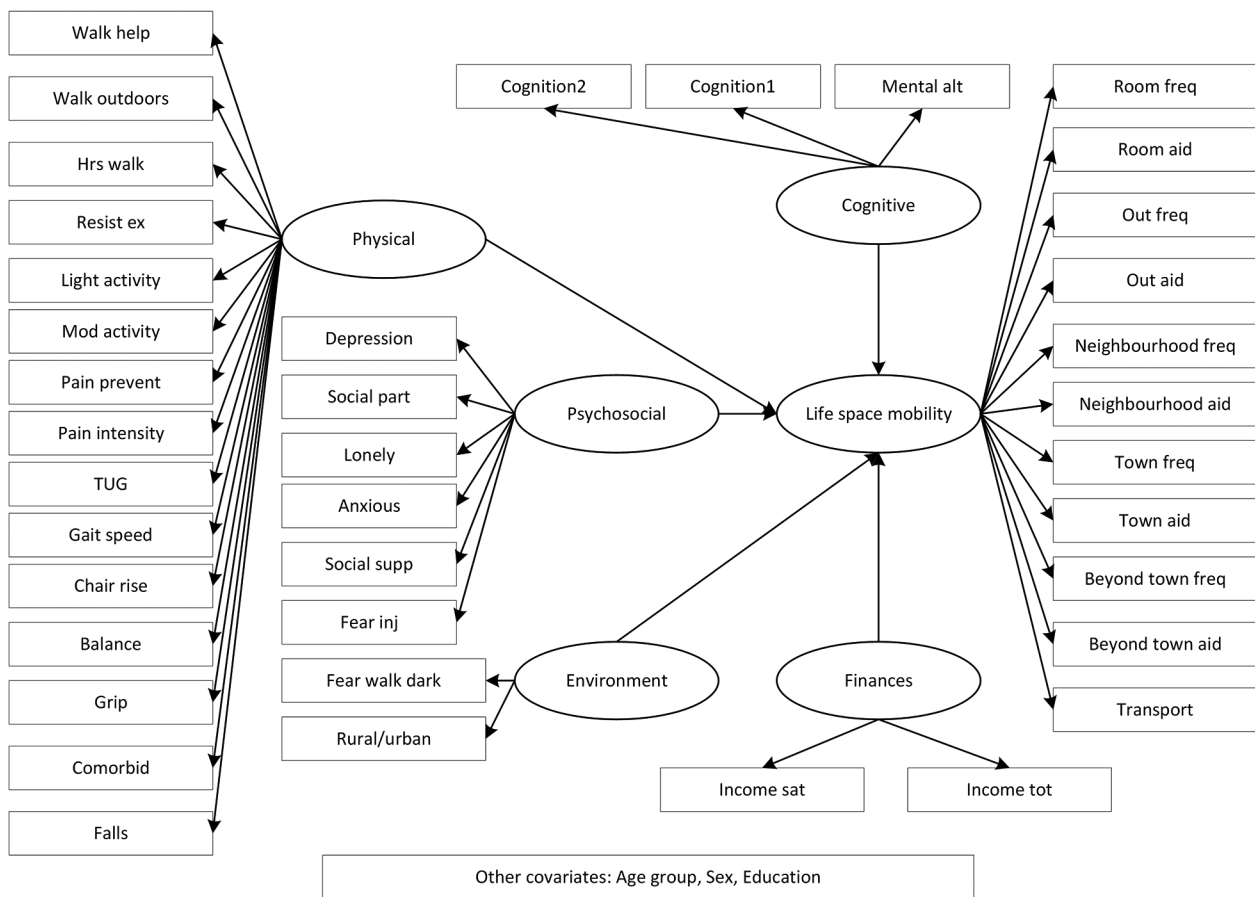 Walk help
Walk outdoors
Hrs walk
Resist ex
Light activity
Mod activity
Pain prevent
Pain intensity
TUG
Gait speed
Chair rise
Balance
Grip
Comorbid
Falls
Physical
Cognition2
Cognition1
Mental alt
Cognitive
Depression
Social part
Lonely
Anxious
Social supp
Fear inj
Psychosocial
Life space mobility
Fear walk dark
Rural/urban
Environment
Finances
Income sat
Income tot
Room freq
Room aid
Out freq
Out aid
Neighbourhood freq
Neighbourhood aid
Town freq
Town aid
Beyond town freq
Beyond town aid
Transport
Other covariates: Age group, Sex, Education